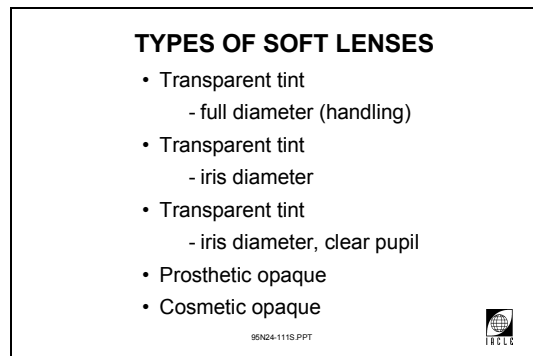 TYPES OF SOFT LENSES
• Transparent tint
- full diameter (handling)
• Transparent tint
- iris diameter
• Transparent tint
- iris diameter, clear pupil
• Prosthetic opaque
• Cosmetic opaque
95N24-111S.PPT
IACLE